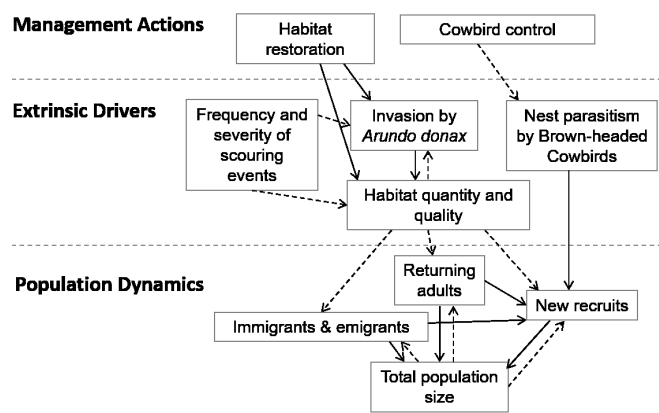 Management Actions
Habitat
restoration
Cowbird control
Extrinsic Drivers
Frequency and
severity of
scouring
events
Invasion by
Arundo donax
Nest parasitism
by Brown-headed
Cowbirds
Habitat quantity and
quality
Population Dynamics
Returning
adults
New recruits
Immigrants & emigrants
Total population
size